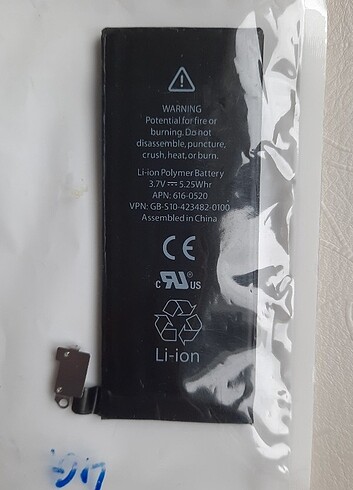 WARNING
Potential for fire or
burning. Do not
disassemble, puncture,
crush, heat, or burn.
Li-ion Polymer Battery
3.7V ⎓ 5.25Whr
APN: 616-0520
VPN: GB-S10-423482-0100
Assembled in China
CE
c RU® US
Li-ion